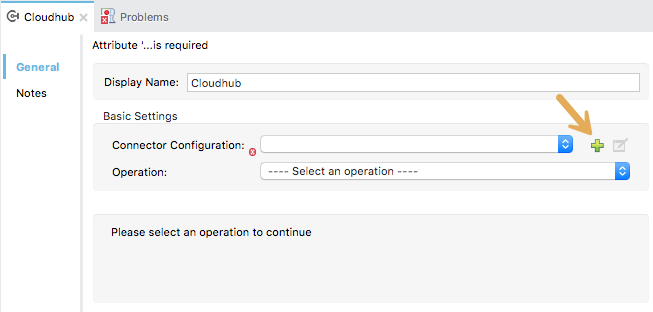 Cloudhub
Problems
Attribute '...is required
General
Notes
Display Name:
Cloudhub
Basic Settings
Connector Configuration:
Operation:
---- Select an operation ----
Please select an operation to continue